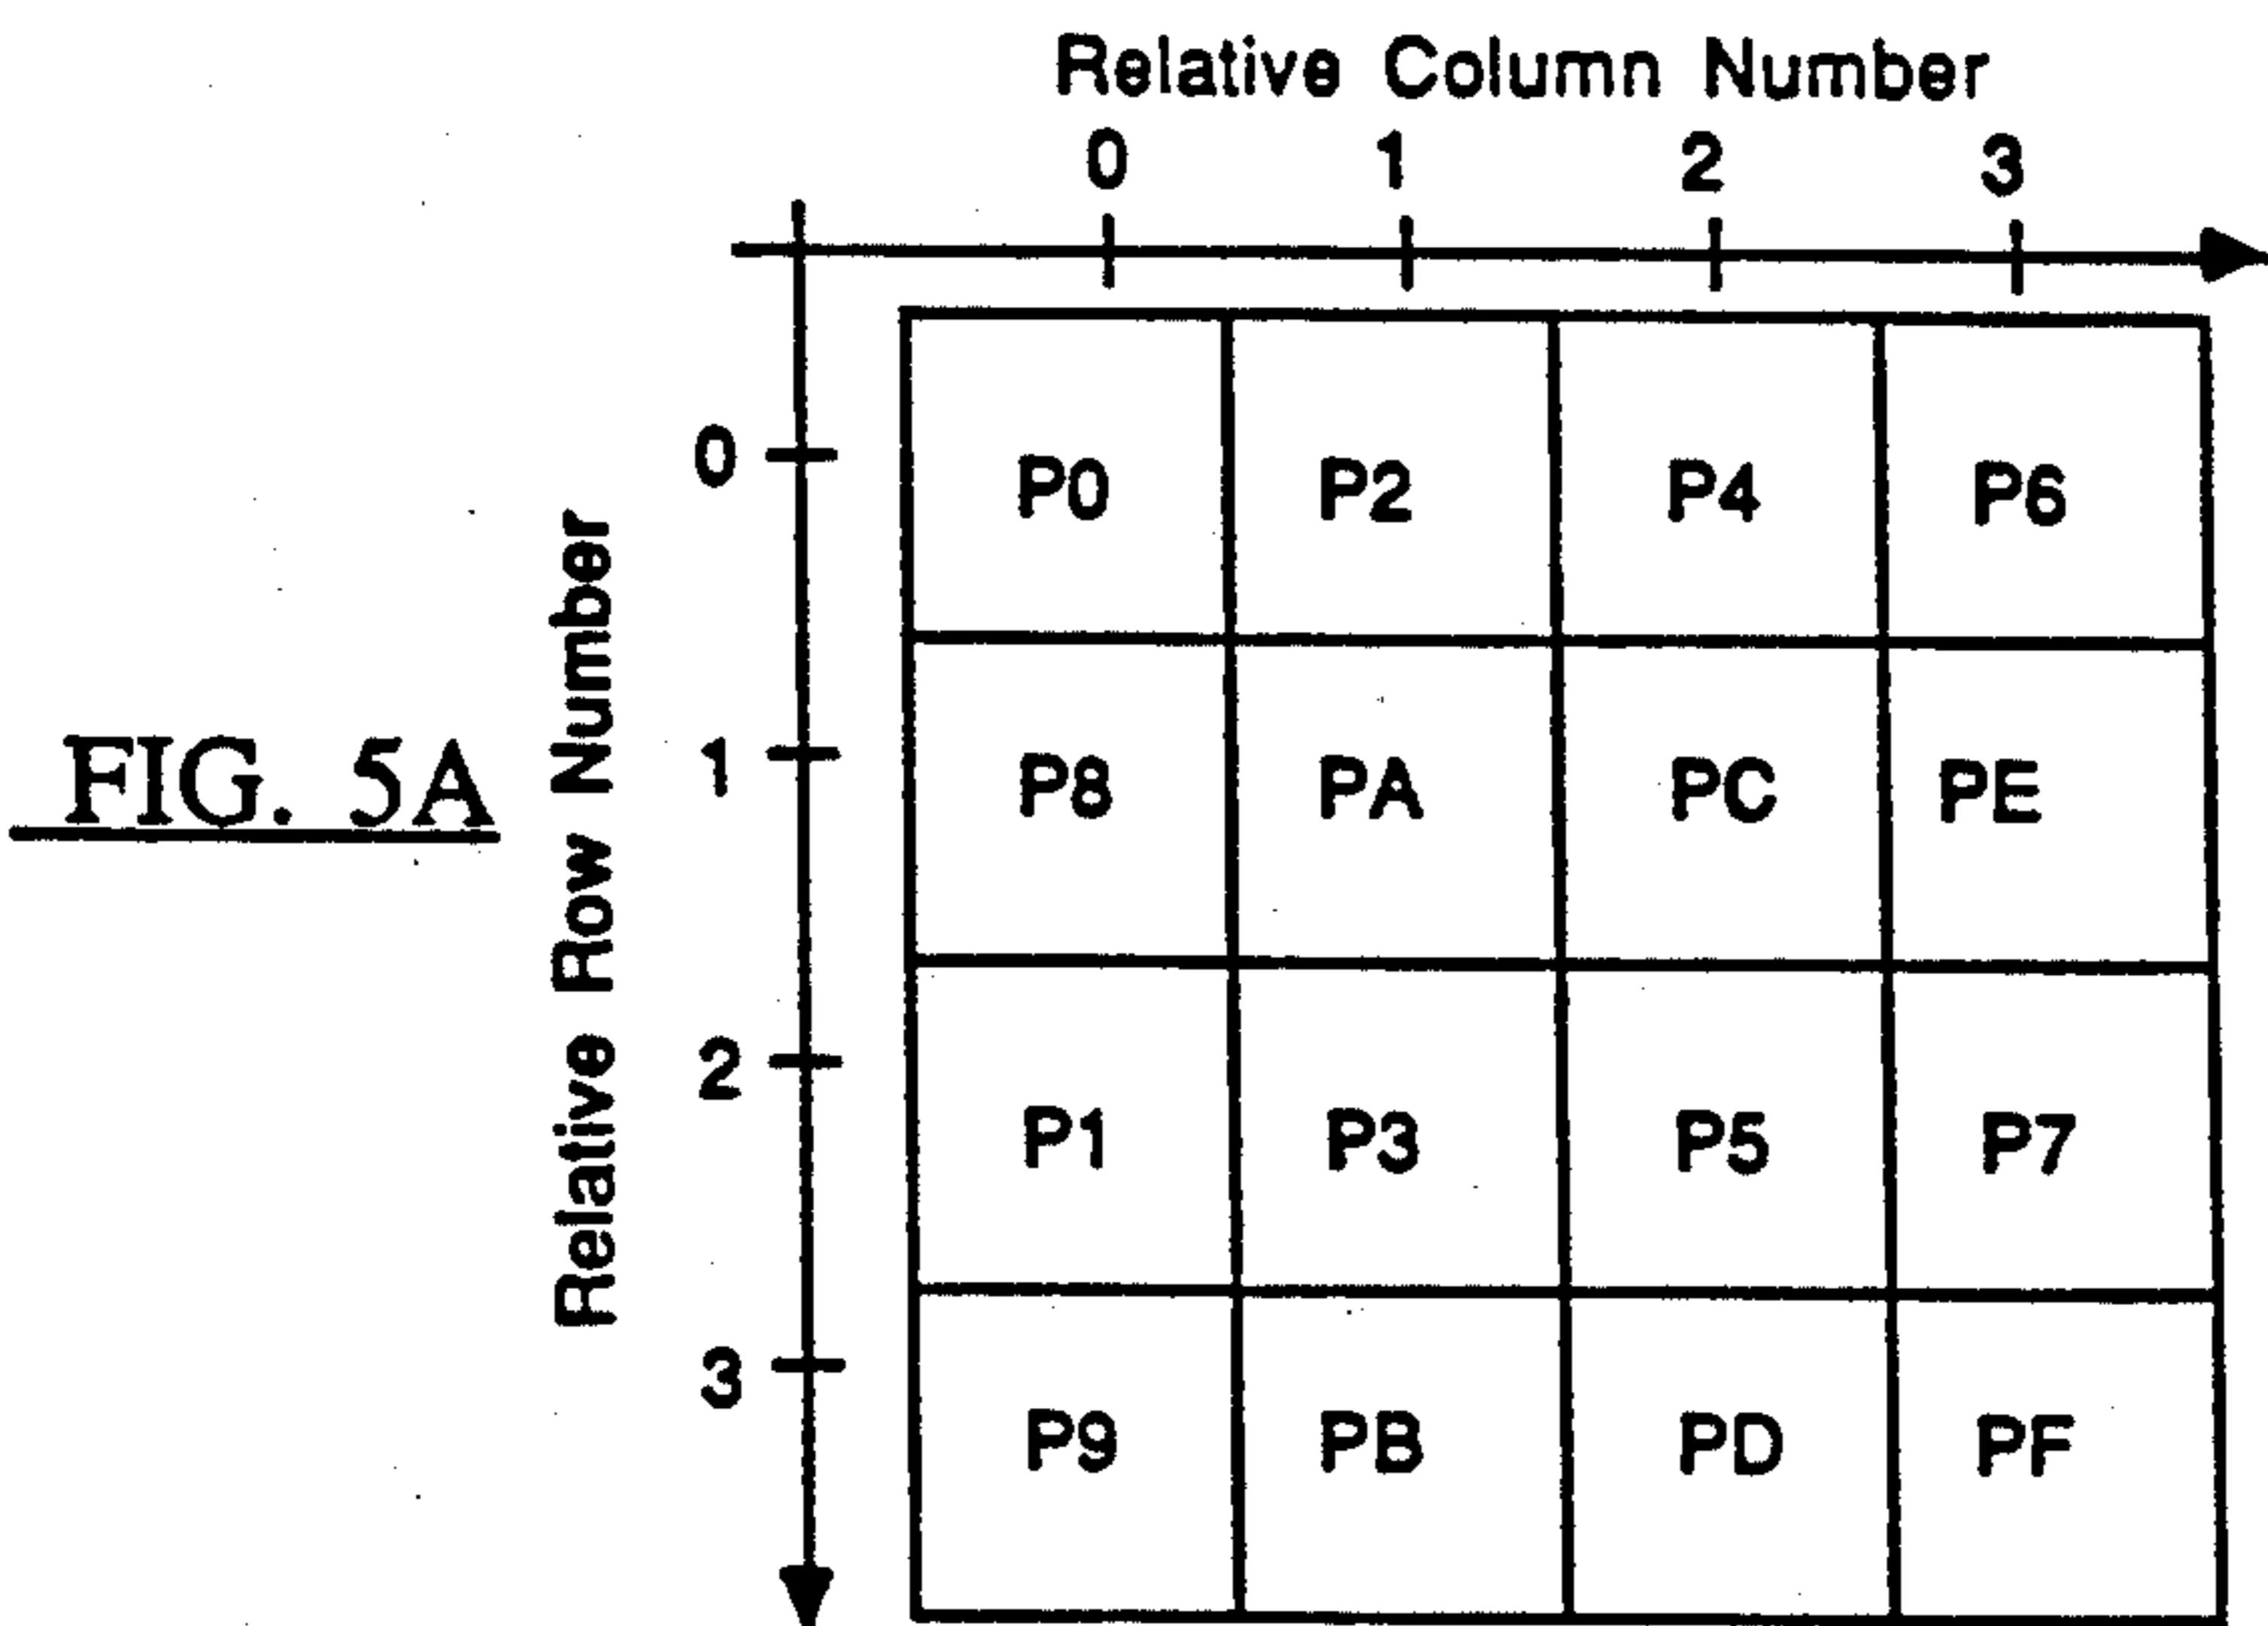 Relative Column Number
0 1 2 3
0 P0 P2 P4 P6
Relative Row Number
FIG. 5A
1 P8 PA PC PE
2 P1 P3 P5 P7
3 P9 PB PD PF